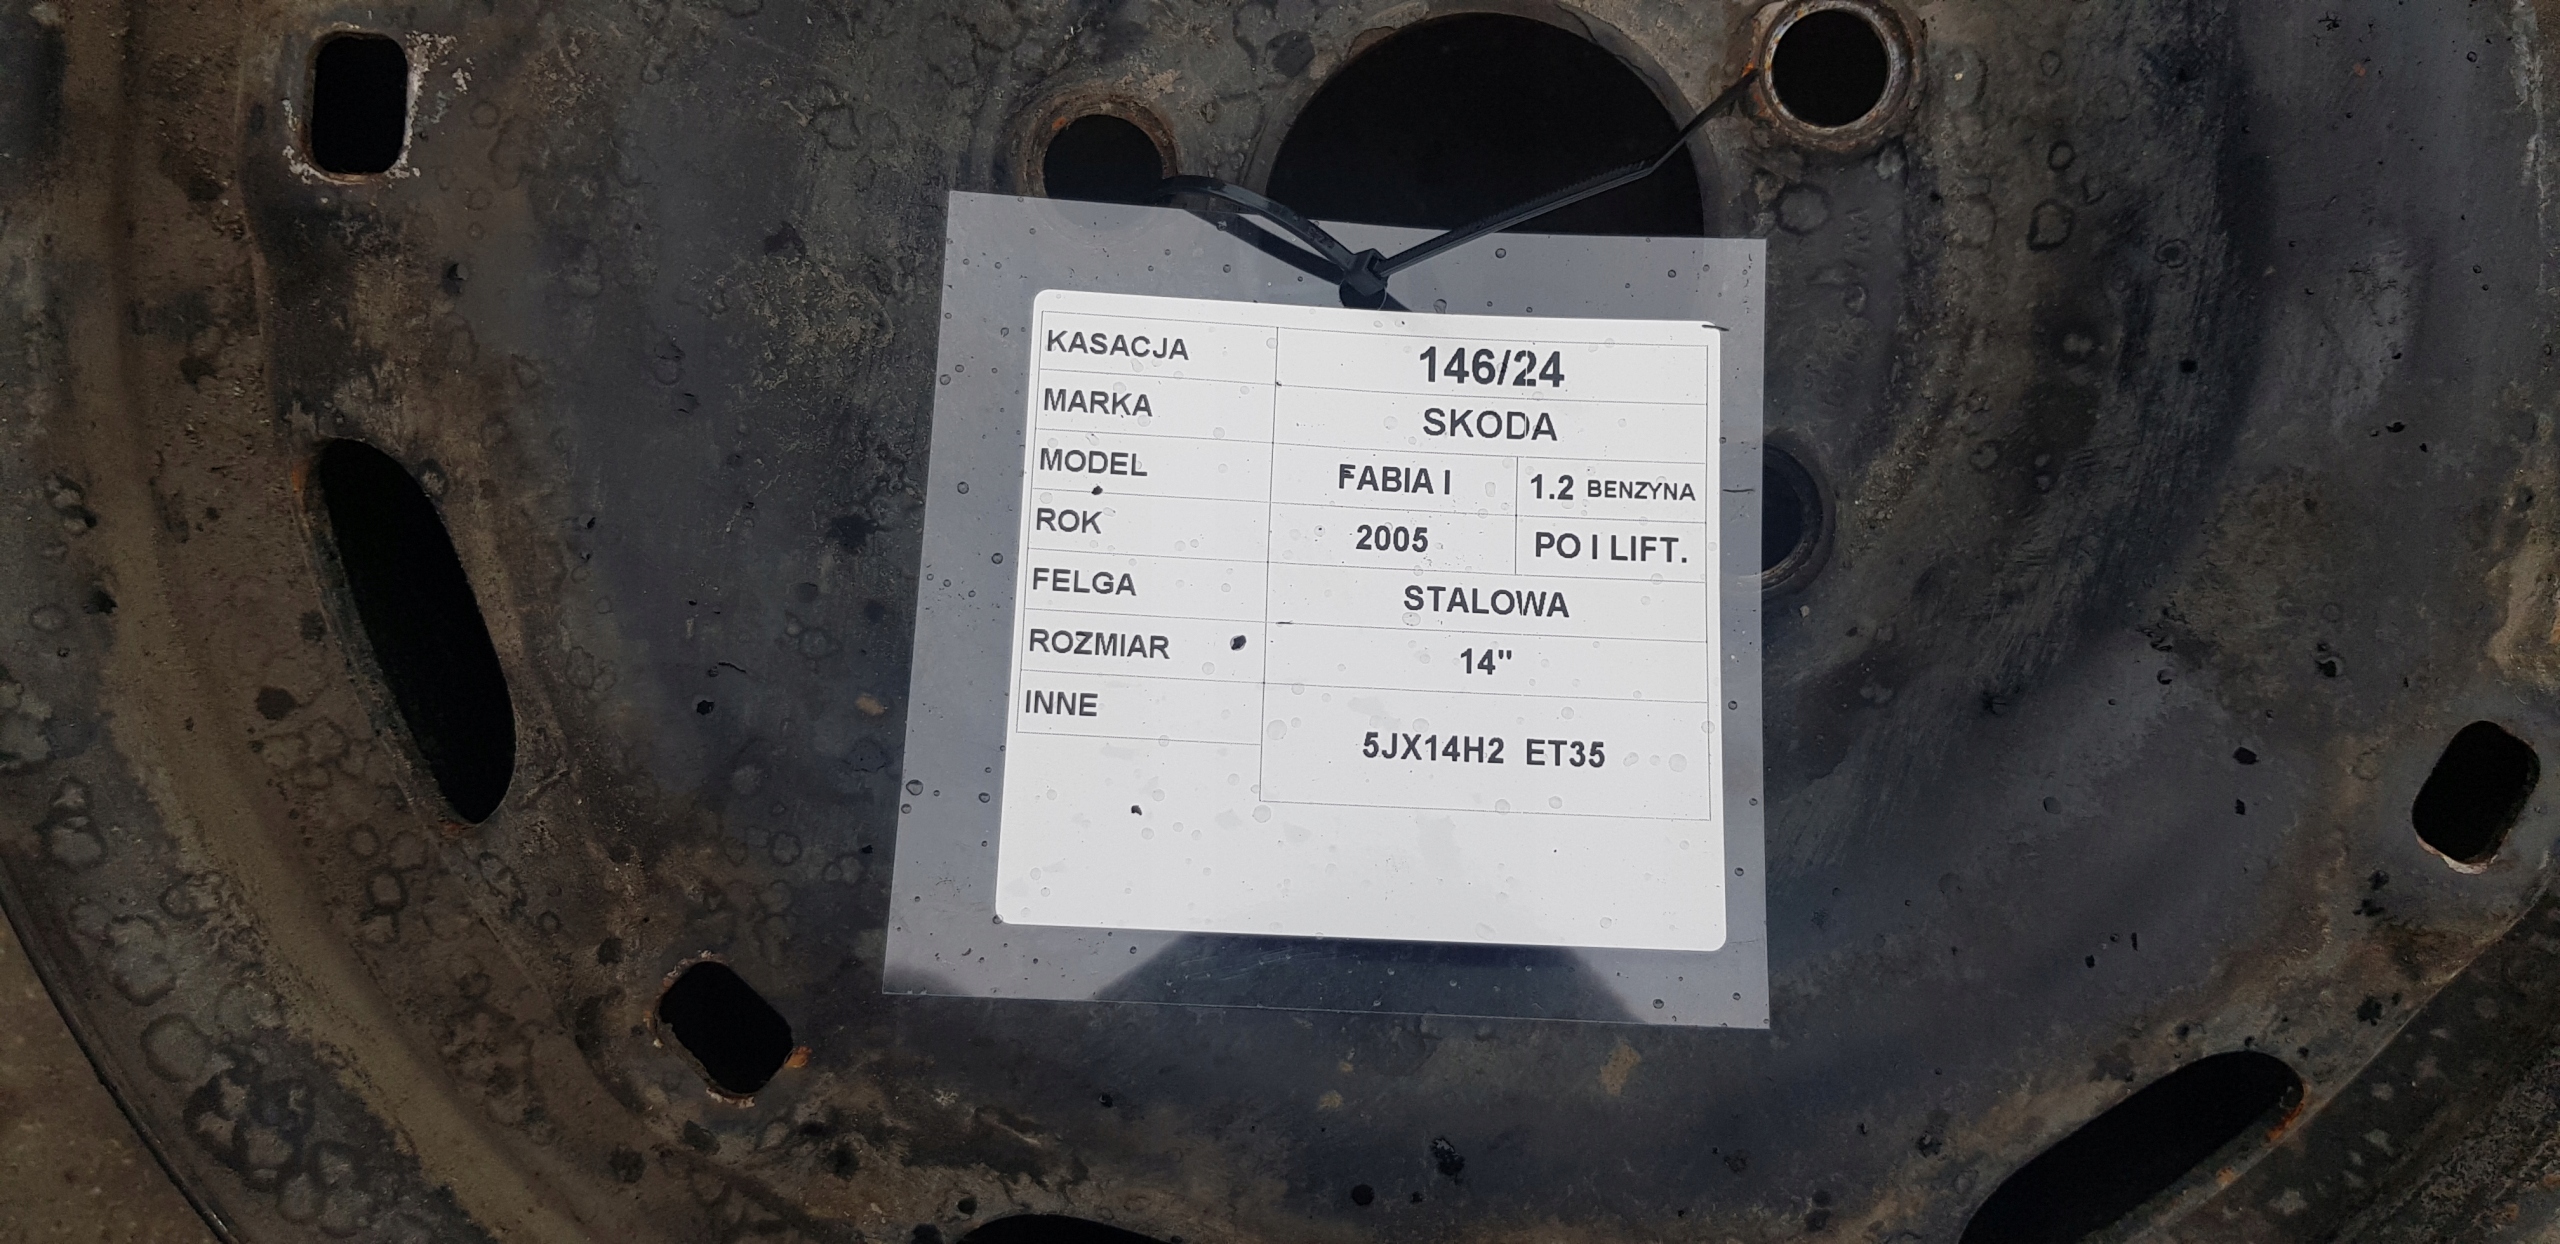 KASACJA 146/24
MARKA SKODA
MODEL FABIA I 1.2 BENZYNA
ROK 2005 PO I LIFT.
FELGA STALOWA
ROZMIAR 14"
INNE 5JX14H2 ET35